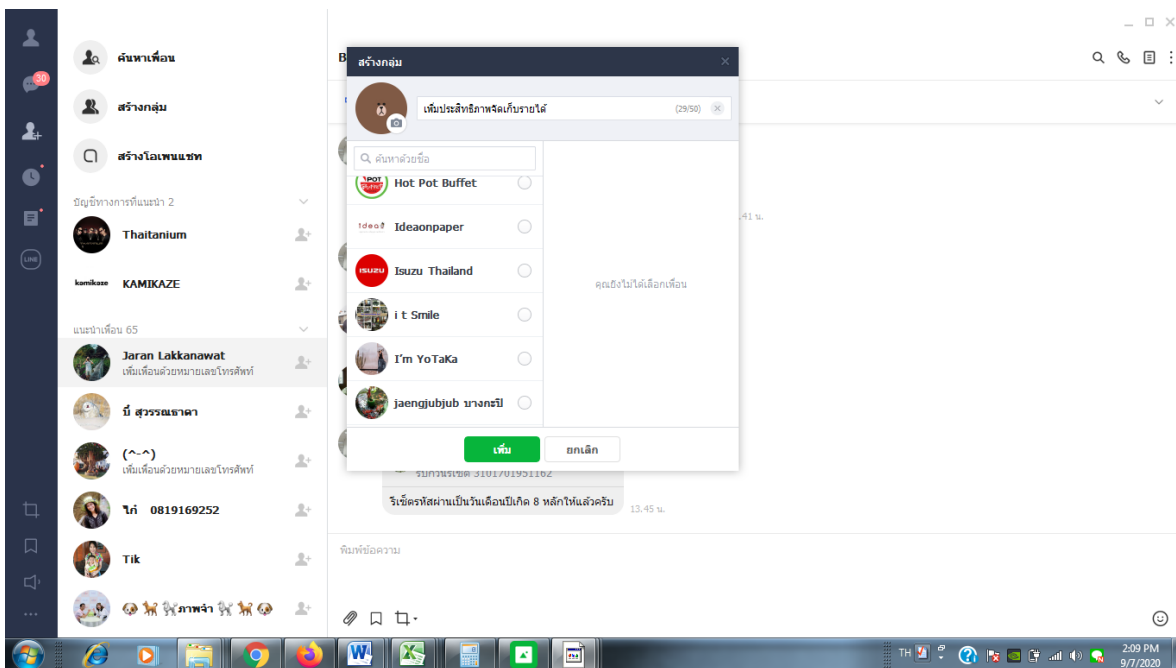 30
ค้นหาเพื่อน
สร้างกลุ่ม
สร้างโอเพนแชท
บัญชีทางการที่แนะนำ 2
Thaitanium
kamikaze
KAMIKAZE
แนะนำเพื่อน 65
Jaran Lakkanawat
เพิ่มเพื่อนด้วยหมายเลขโทรศัพท์
บี๋ สุวรรณธาดา
(^-^)
เพิ่มเพื่อนด้วยหมายเลขโทรศัพท์
ไก่ 0819169252
Tik
ภาพจำ
LINE
B
สร้างกลุ่ม
เพิ่มประสิทธิภาพจัดเก็บรายได้
(29/50)
ค้นหาด้วยชื่อ
Hot Pot Buffet
Ideaonpaper
ISUZU
Isuzu Thailand
i t Smile
I'm YoTaKa
jaengjubjub บางกะปิ
คุณยังไม่ได้เลือกเพื่อน
เพิ่ม
ยกเลิก
.41 น.
3101701951162
รีเซ็ตรหัสผ่านเป็นวันเดือนปีเกิด 8 หลักให้แล้วครับ
13.45 น.
พิมพ์ข้อความ
TH
2:09 PM
9/7/2020